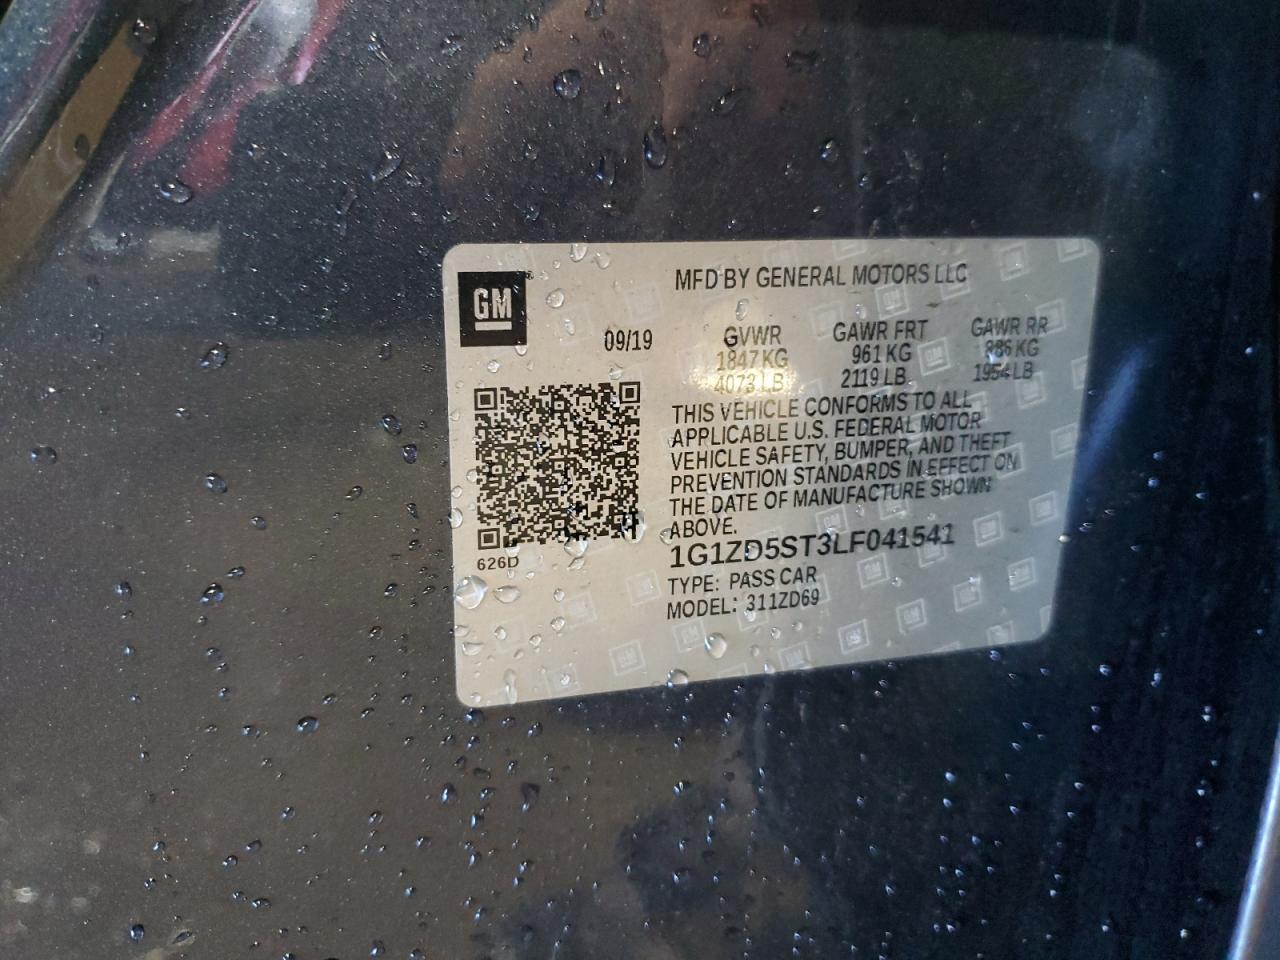 GM
MFD BY GENERAL MOTORS LLC
09/19
GVWR GAWR FRT GAWR RR
1847 KG 961 KG 886 KG
4073 LB 2119 LB 1954 LB
THIS VEHICLE CONFORMS TO ALL
APPLICABLE U.S. FEDERAL MOTOR
VEHICLE SAFETY, BUMPER, AND THEFT
PREVENTION STANDARDS IN EFFECT ON
THE DATE OF MANUFACTURE SHOWN
ABOVE.
1G1ZD5ST3LF041541
TYPE: PASS CAR
MODEL: 311ZD69
626D